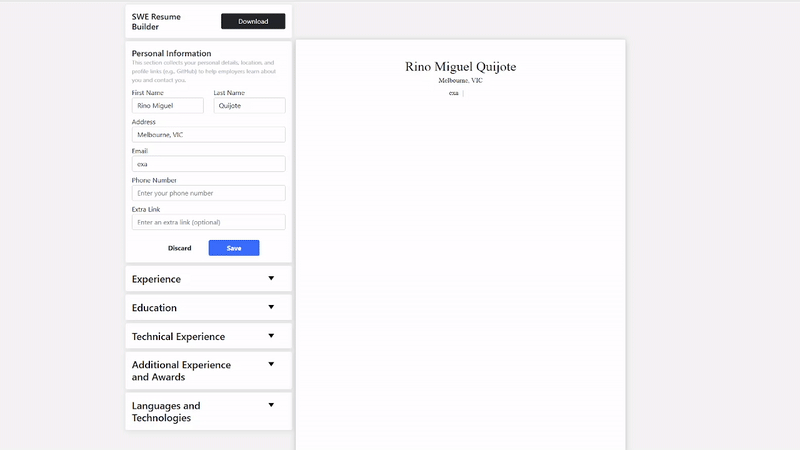 SWE Resume
Builder
Download
Personal Information
This section collects your personal details, location, and
profile links (e.g., GitHub) to help employers learn about
you and contact you.
First Name
Last Name
Rino Miguel
Quijote
Address
Melbourne, VIC
Email
exa
Phone Number
Enter your phone number
Extra Link
Enter an extra link (optional)
Discard
Save
Experience
Education
Technical Experience
Additional Experience
and Awards
Languages and
Technologies
Rino Miguel Quijote
Melbourne, VIC
exa |